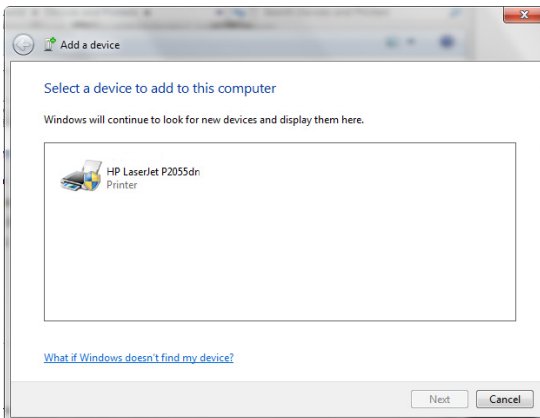 Add a device
Select a device to add to this computer
Windows will continue to look for new devices and display them here.
HP LaserJet P2055dn
Printer
What if Windows doesn't find my device?
Next
Cancel